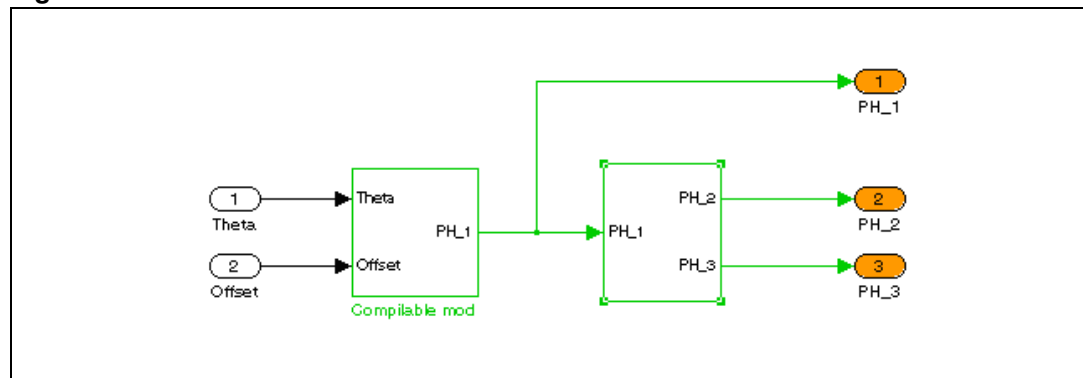 1
PH_1
1
Theta
2
Offset
Theta
Offset
PH_1
Compilable mod
PH_1
PH_2
PH_3
2
PH_2
3
PH_3